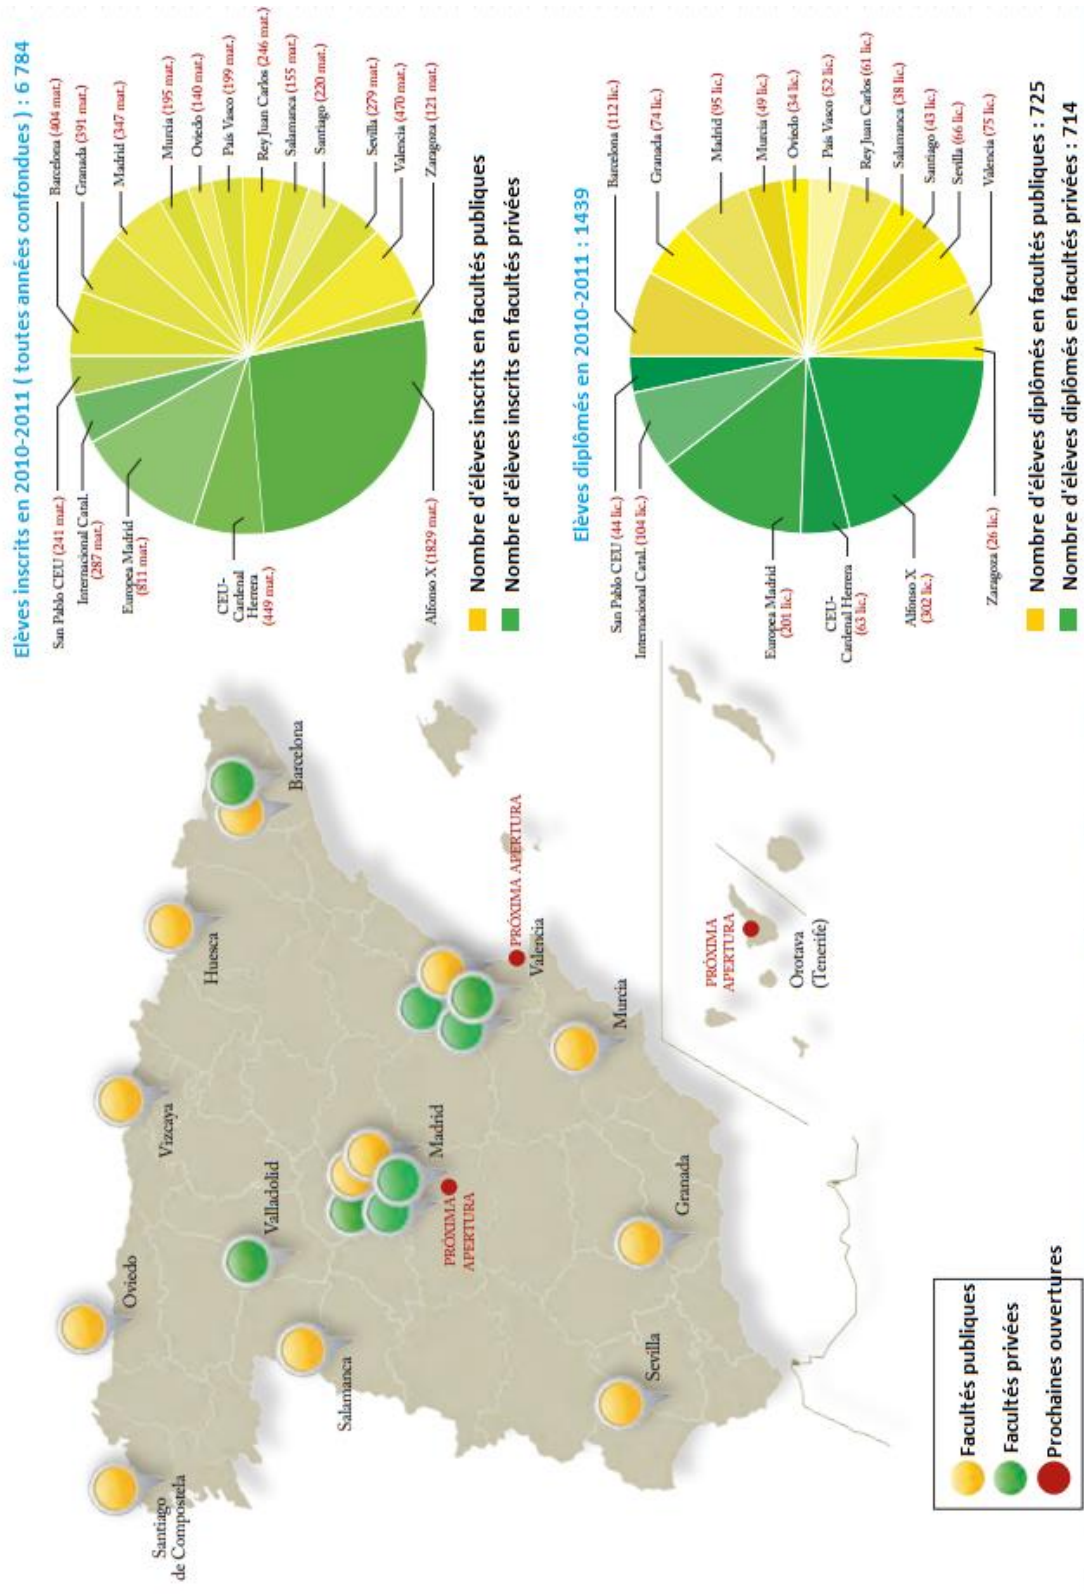 Elèves inscrits en 2010-2011 ( toutes années confondues ) : 6 784
Barcelona (404 mat.)
Granada (391 mat.)
Madrid (347 mat.)
Murcia (195 mat.)
Oviedo (140 mat.)
País Vasco (199 mat.)
Rey Juan Carlos (246 mat.)
Salamanca (155 mat.)
Santiago (220 mat.)
Sevilla (279 mat.)
Valencia (470 mat.)
Zaragoza (121 mat.)
San Pablo CEU (241 mat.)
Internacional Catal.
(287 mat.)
Europea Madrid
(811 mat.)
CEU-
Cardenal
Herrera
(449 mat.)
Alfonso X (1829 mat.)
Nombre d'élèves inscrits en facultés publiques
Nombre d'élèves inscrits en faculté privées
Elèves diplômés en 2010-2011 : 1439
Barcelona (112 lic.)
Granada (74 lic.)
Madrid (95 lic.)
Murcia (49 lic.)
Oviedo (34 lic.)
País Vasco (52 lic.)
Rey Juan Carlos (61 lic.)
Salamanca (38 lic.)
Santiago (43 lic.)
Sevilla (66 lic.)
Valencia (75 lic.)
San Pablo CEU (44 lic.)
Internacional Catal. (104 lic.)
Europea Madrid
(201 lic.)
CEU-
Cardenal Herrera
(63 lic.)
Alfonso X
(302 lic.)
Zaragoza (26 lic.)
Nombre d'élèves diplômés en facultés publiques : 725
Nombre d'élèves diplômés en faculté privées : 714
Santiago
de Compostela
Oviedo
Vizcaya
Huesca
Barcelona
Valladolid
Salamanca
Madrid
PRÓXIMA
APERTURA
PRÓXIMA APERTURA
Valencia
Murcia
Granada
Sevilla
PRÓXIMA
APERTURA
Orotava
(Tenerife)
Facultés publiques
Facultés privées
Prochaines ouvertures